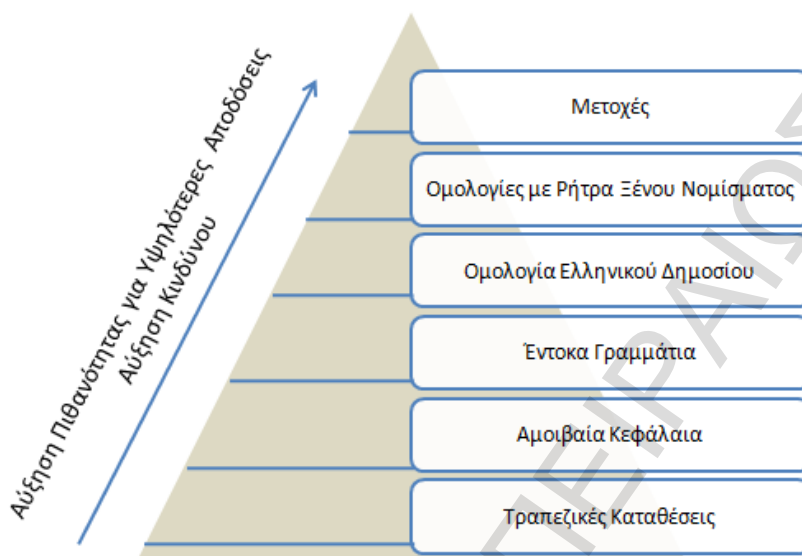 Αύξηση Πιθανότητας για Υψηλότερες Αποδόσεις
Αύξηση Κινδύνου
Μετοχές
Ομολογίες με Ρήτρα Ξένου Νομίσματος
Ομολογία Ελληνικού Δημοσίου
Έντοκα Γραμμάτια
Αμοιβαία Κεφάλαια
Τραπεζικές Καταθέσεις
ΠΕΙΡΑΙΩΣ